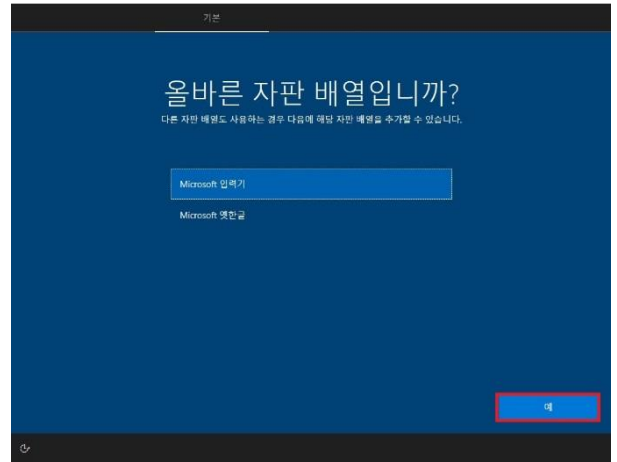 기본
올바른 자판 배열입니까?
다른 자판 배열도 사용하는 경우 다음에 해당 자판 배열을 추가할 수 있습니다.
Microsoft 입력기
Microsoft 옛한글
예